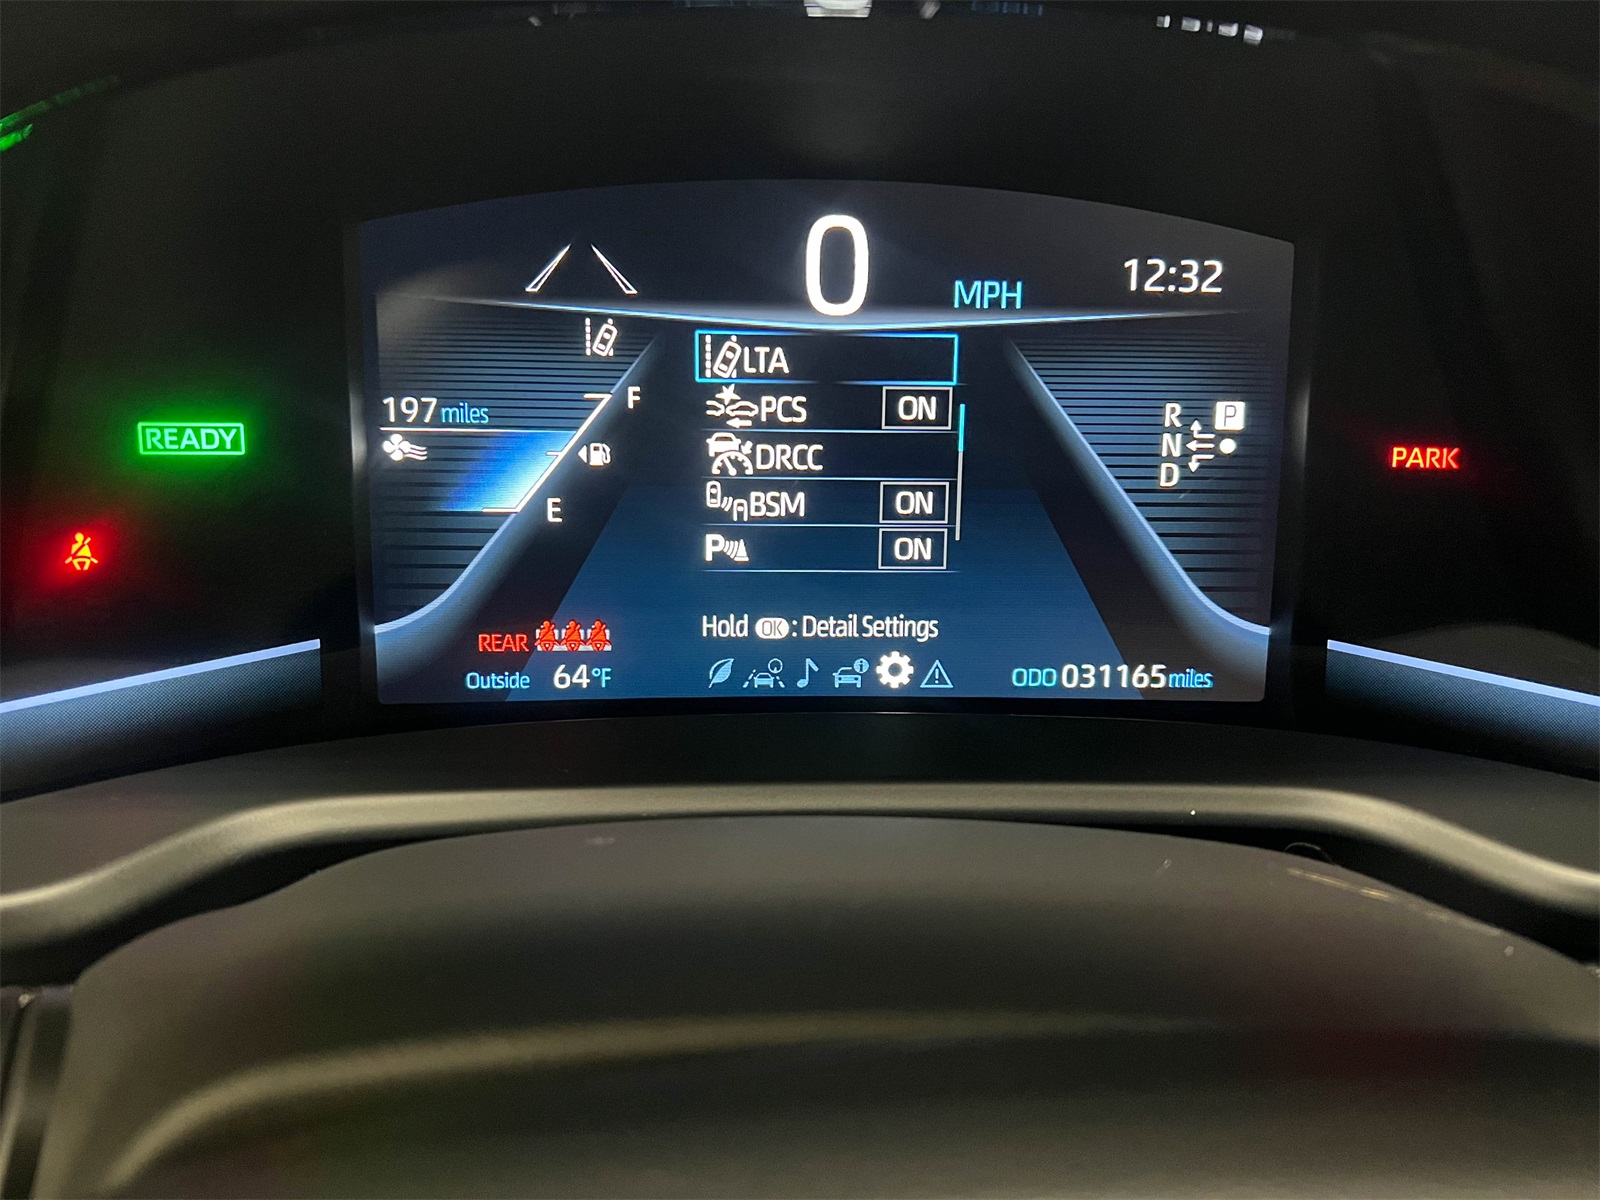 0 MPH
12:32
LTA
PCS ON
DRCC
BSM ON
P ON
197 miles
F
E
READY
R P
N
D
PARK
Hold OK : Detail Settings
REAR
Outside 64°F
ODO 031165 miles